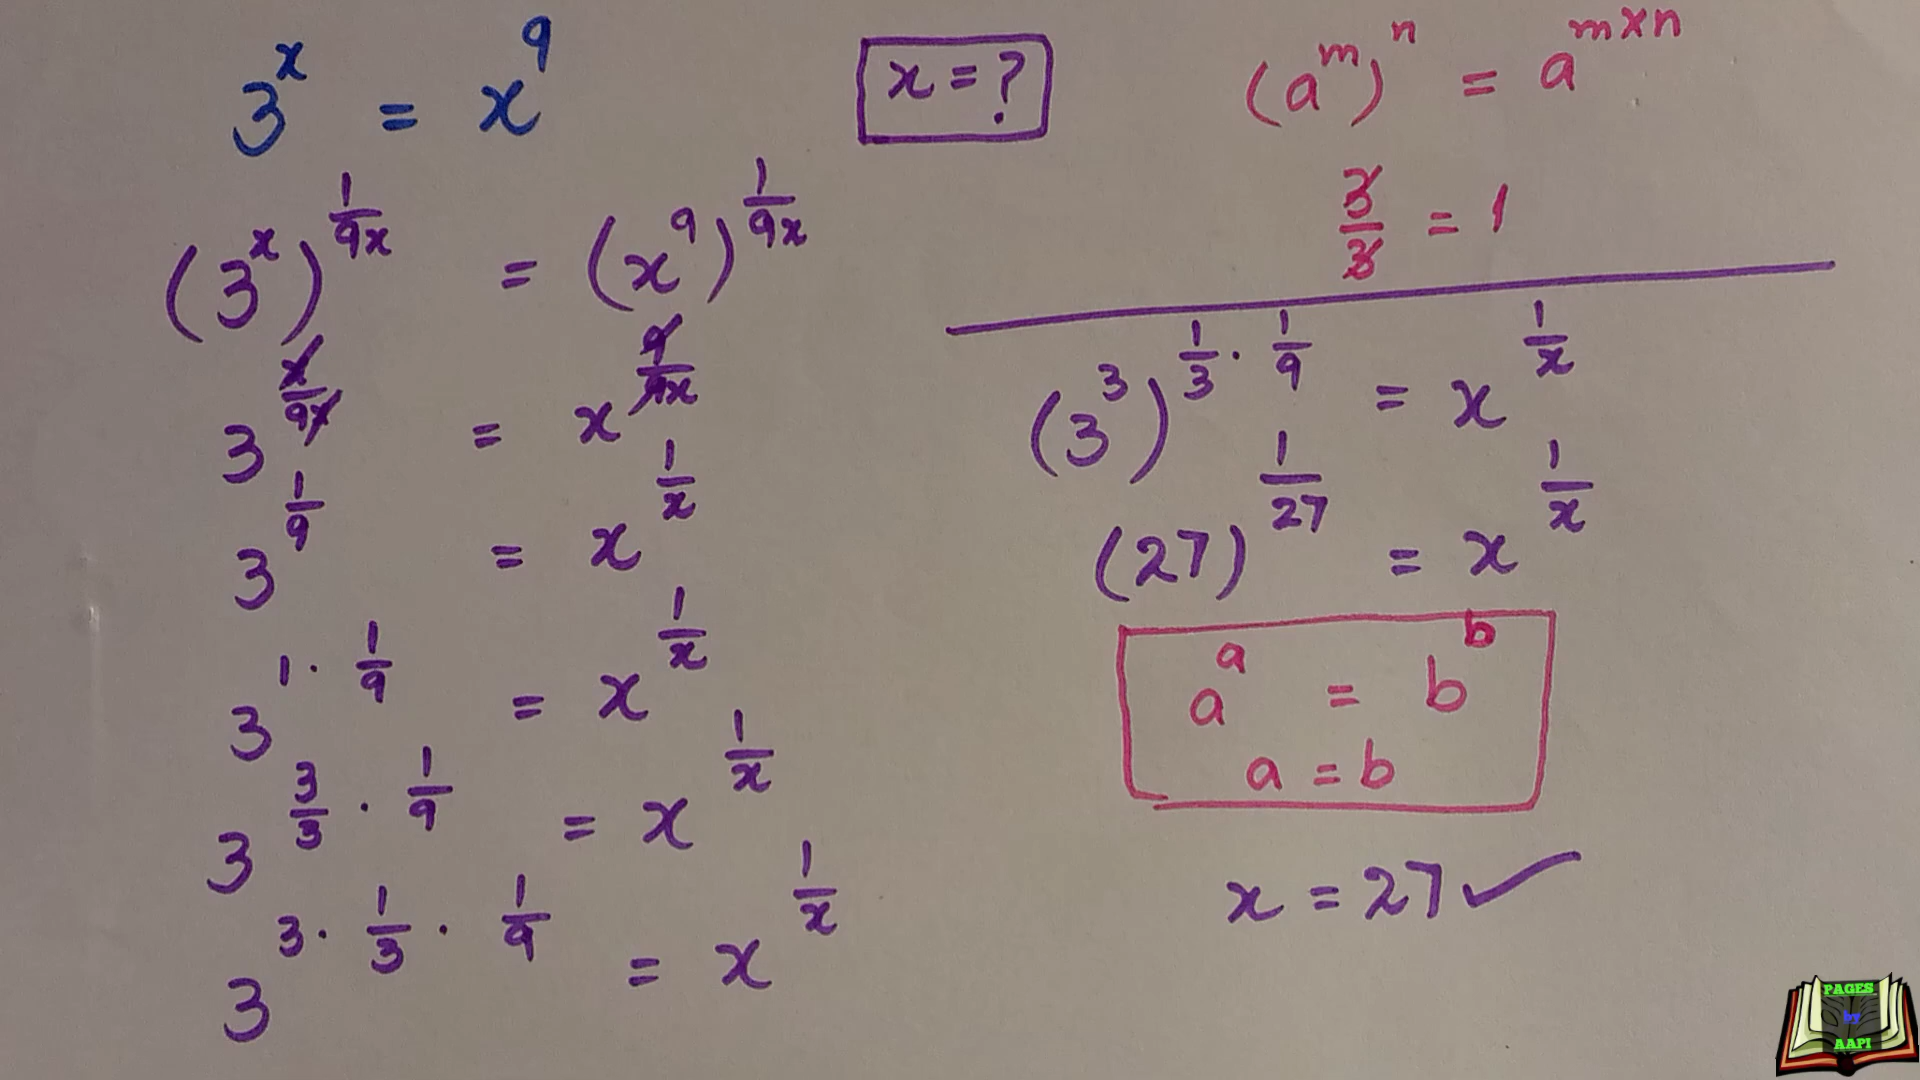 3^x = x^9
(3^x)^(1/9x) = (x^9)^(1/9x)
3^(x/9x) = x^(9/9x)
3^(1/9) = x^(1/x)
3^(1·1/9) = x^(1/x)
3^(3/3·1/9) = x^(1/x)
3^(3·1/3·1/9) = x^(1/x)
x = ?
(a^m)^n = a^(m×n)
3/3 = 1
(3^3)^(1/3·1/9) = x^(1/x)
(27)^(1/27) = x^(1/x)
a^a = b^b
a = b
x = 27 ✓
PAGES
by
AAPI